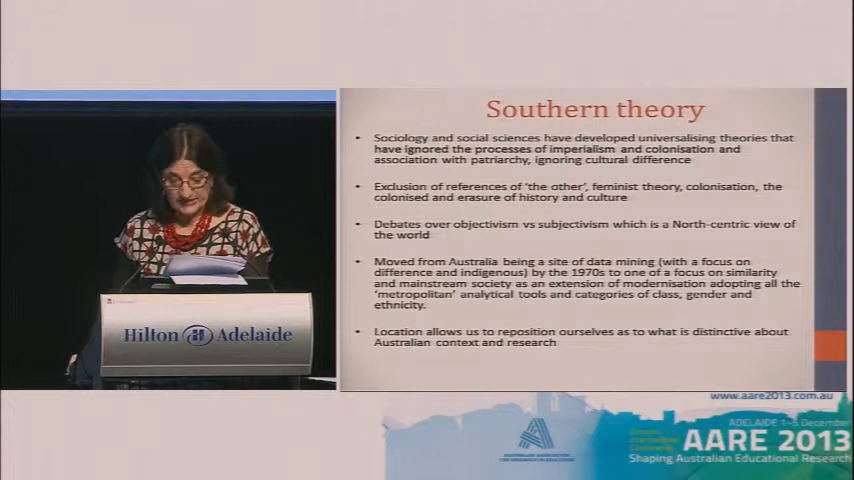 Southern theory
• Sociology and social sciences have developed universalising theories that
have ignored the processes of imperialism and colonisation and
association with patriarchy, ignoring cultural difference
• Exclusion of references of 'the other', feminist theory, colonisation, the
colonised and erasure of history and culture
• Debates over objectivism vs subjectivism which is a North-centric view of
the world
• Moved from Australia being a site of data mining (with a focus on
difference and indigenous) by the 1970s to one of a focus on similarity
and mainstream society as an extension of modernisation adopting all the
'metropolitan' analytical tools and categories of class, gender and
ethnicity.
• Location allows us to reposition ourselves as to what is distinctive about
Australian context and research
Hilton Adelaide
www.aare2013.com.au
ADELAIDE 1–5 December
AARE 2013
Shaping Australian Educational Research